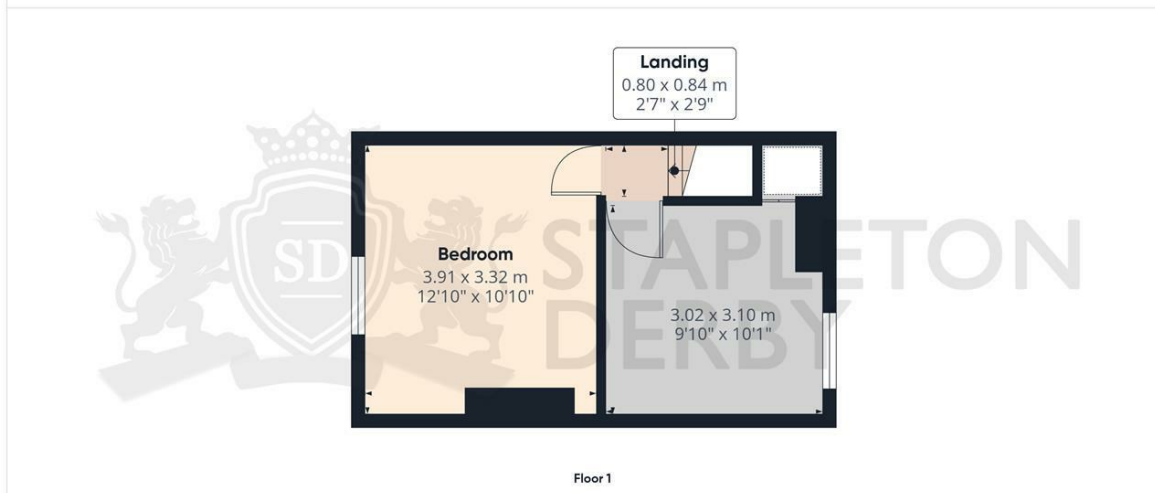 Landing
0.80 x 0.84 m
2'7" x 2'9"
SD
STAPLETON
DERBY
Bedroom
3.91 x 3.32 m
12'10" x 10'10"
3.02 x 3.10 m
9'10" x 10'1"
Floor 1